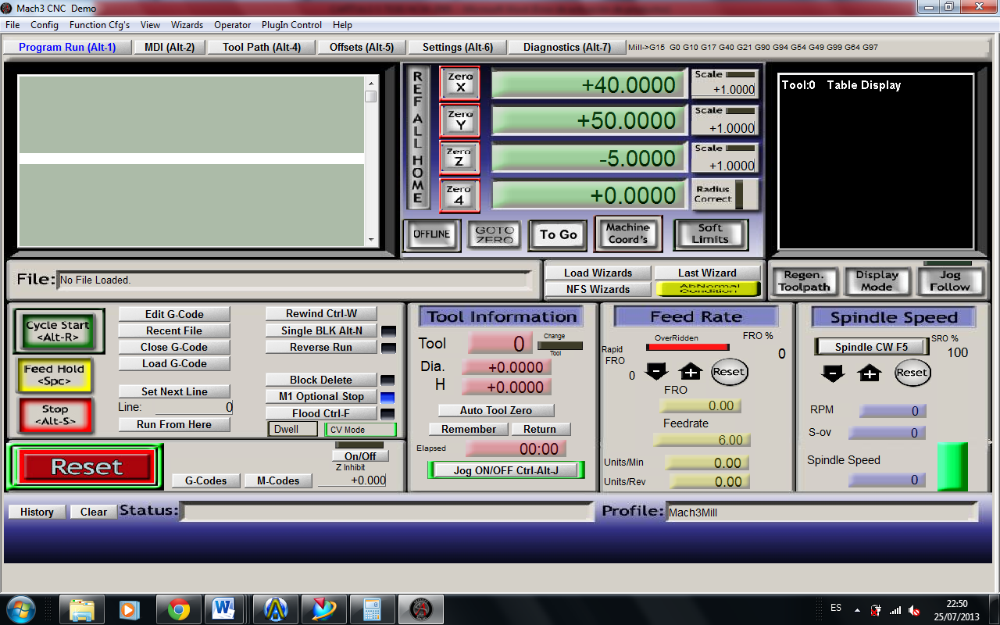 Mach3 CNC  Demo
File Config Function Cfg's View Wizards Operator PlugIn Control Help
Program Run (Alt-1) MDI (Alt-2) Tool Path (Alt-4) Offsets (Alt-5) Settings (Alt-6) Diagnostics (Alt-7) Mill->G15  G0 G10 G17 G40 G21 G90 G94 G54 G49 G99 G64 G97
REF ALL HOME
Zero X +40.0000 Scale +1.0000
Zero Y +50.0000 Scale +1.0000
Zero Z -5.0000 Scale +1.0000
Zero 4 +0.0000 Radius Correct
OFFLINE GOTO ZERO To Go Machine Coord's Soft Limits
Tool:0   Table Display
File: No File Loaded.
Load Wizards Last Wizard
NFS Wizards AbNormal Condition
Regen. Toolpath Display Mode Jog Follow
Cycle Start <Alt-R>
Feed Hold <Spc>
Stop <Alt-S>
Edit G-Code
Recent File
Close G-Code
Load G-Code
Set Next Line
Line: 0
Run From Here
Rewind Ctrl-W
Single BLK Alt-N
Reverse Run
Block Delete
M1 Optional Stop
Flood Ctrl-F
Dwell CV Mode
Reset
G-Codes M-Codes
On/Off
Z Inhibit
+0.000
Tool Information
Tool 0 Change Tool
Dia. +0.0000
H +0.0000
Auto Tool Zero
Remember Return
Elapsed 00:00
Jog ON/OFF Ctrl-Alt-J
Feed Rate
OverRidden FRO %
Rapid FRO 0 Reset 0
FRO
0.00
Feedrate
6.00
Units/Min 0.00
Units/Rev 0.00
Spindle Speed
Spindle CW F5 SRO % 100
Reset
RPM 0
S-ov 0
Spindle Speed
0
History Clear Status: Profile: Mach3Mill
ES 22:50
25/07/2013